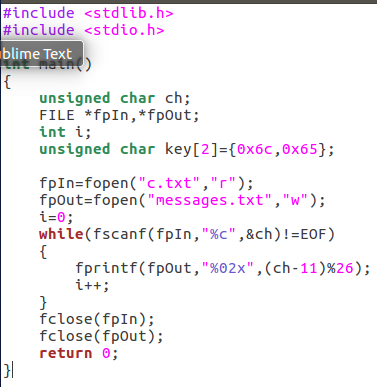 #include <stdlib.h>
#include <stdio.h>
blime Text
int main()
{
unsigned char ch;
FILE *fpIn,*fpOut;
int i;
unsigned char key[2]={0x6c,0x65};
fpIn=fopen("c.txt","r");
fpOut=fopen("messages.txt","w");
i=0;
while(fscanf(fpIn,"%c",&ch)!=EOF)
{
fprintf(fpOut,"%02x",(ch-11)%26);
i++;
}
fclose(fpIn);
fclose(fpOut);
return 0;
}